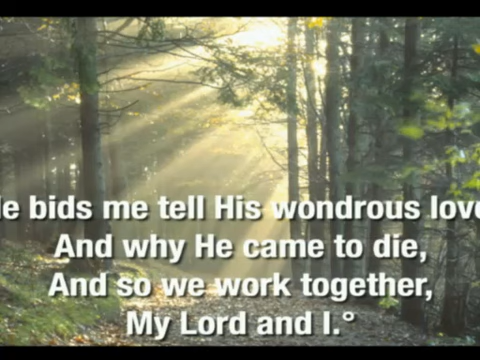 e bids me tell His wondrous lov
And why He came to die,
And so we work together,
My Lord and I.°